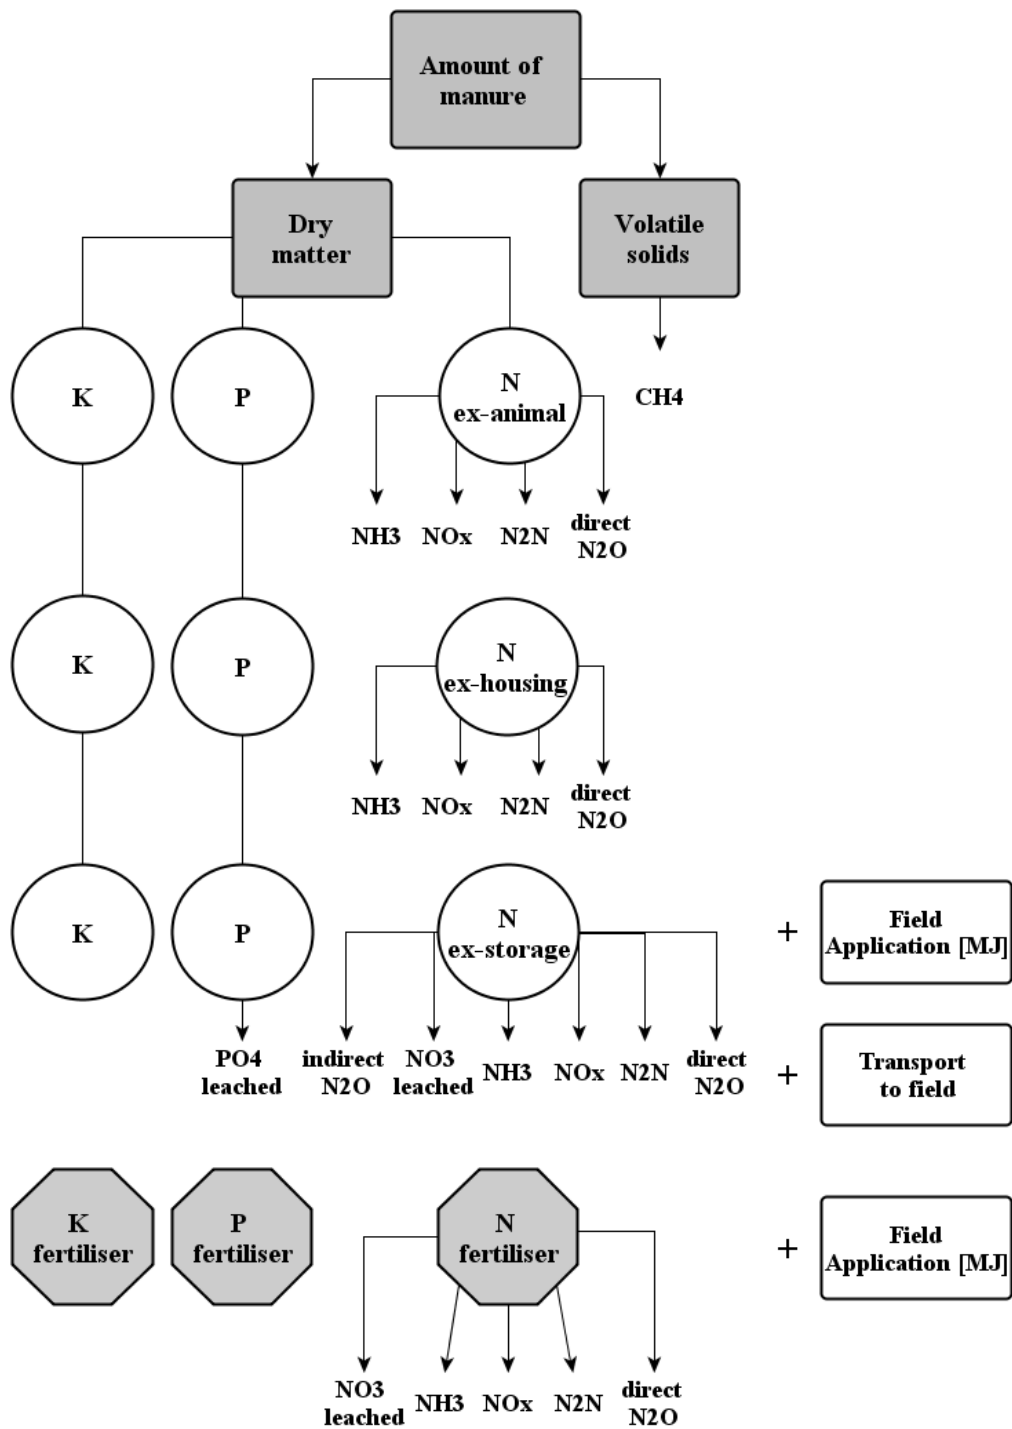 Amount of
manure
Dry
matter
Volatile
solids
K
P
N
ex-animal
CH4
NH3
NOx
N2N
direct
N2O
K
P
N
ex-housing
NH3
NOx
N2N
direct
N2O
K
P
N
ex-storage
+
Field
Application [MJ]
PO4
leached
indirect
N2O
NO3
leached
NH3
NOx
N2N
direct
N2O
+
Transport
to field
K
fertiliser
P
fertiliser
N
fertiliser
+
Field
Application [MJ]
NO3
leached
NH3
NOx
N2N
direct
N2O